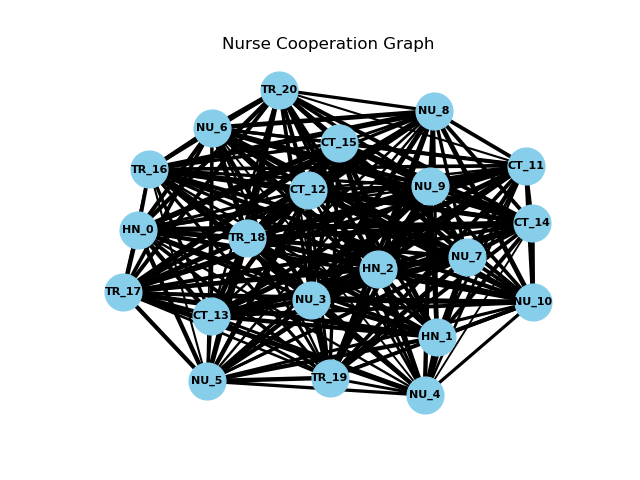 Nurse Cooperation Graph
TR_20
NU_8
NU_6
CT_15
CT_11
TR_16
NU_9
CT_12
CT_14
HN_0
TR_18
NU_7
HN_2
TR_17
NU_3
NU_10
CT_13
HN_1
TR_19
NU_5
NU_4